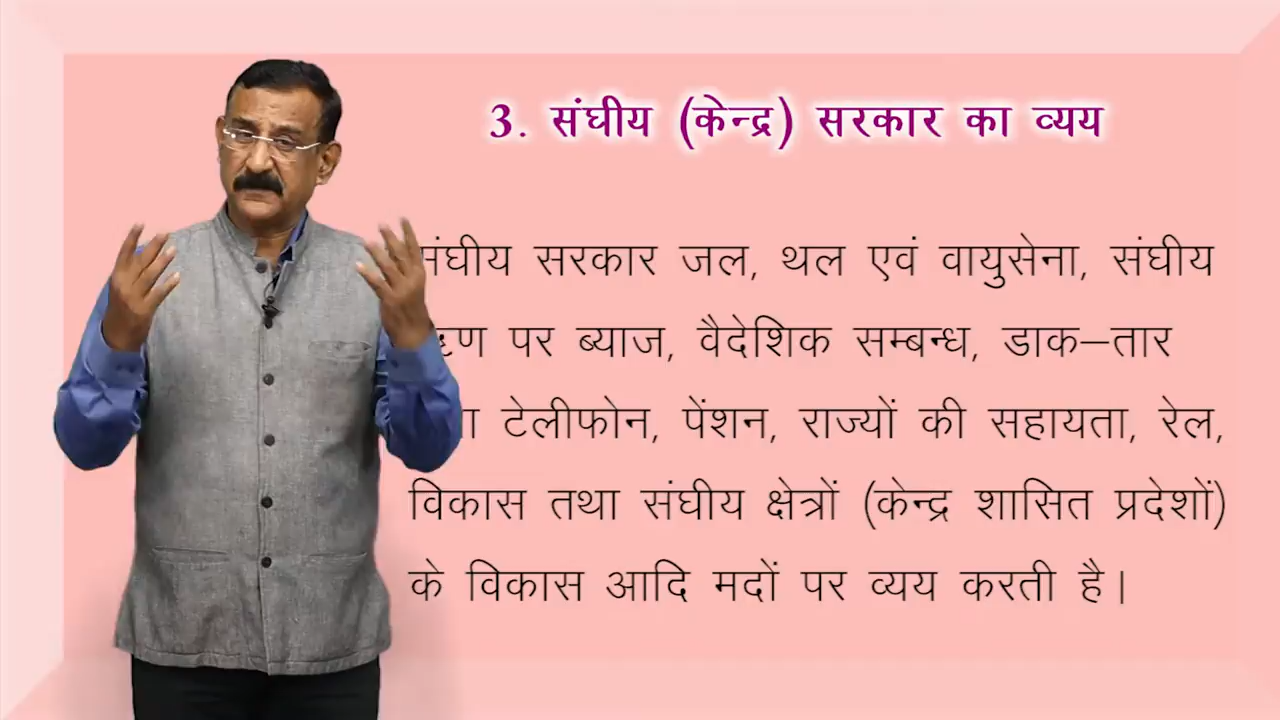 3. संघीय (केन्द्र) सरकार का व्यय
संघीय सरकार जल, थल एवं वायुसेना, संघीय
पर ब्याज, वैदेशिक सम्बन्ध, डाक–तार
टेलीफोन, पेंशन, राज्यों की सहायता, रेल,
विकास तथा संघीय क्षेत्रों (केन्द्र शासित प्रदेशों)
के विकास आदि मदों पर व्यय करती है।